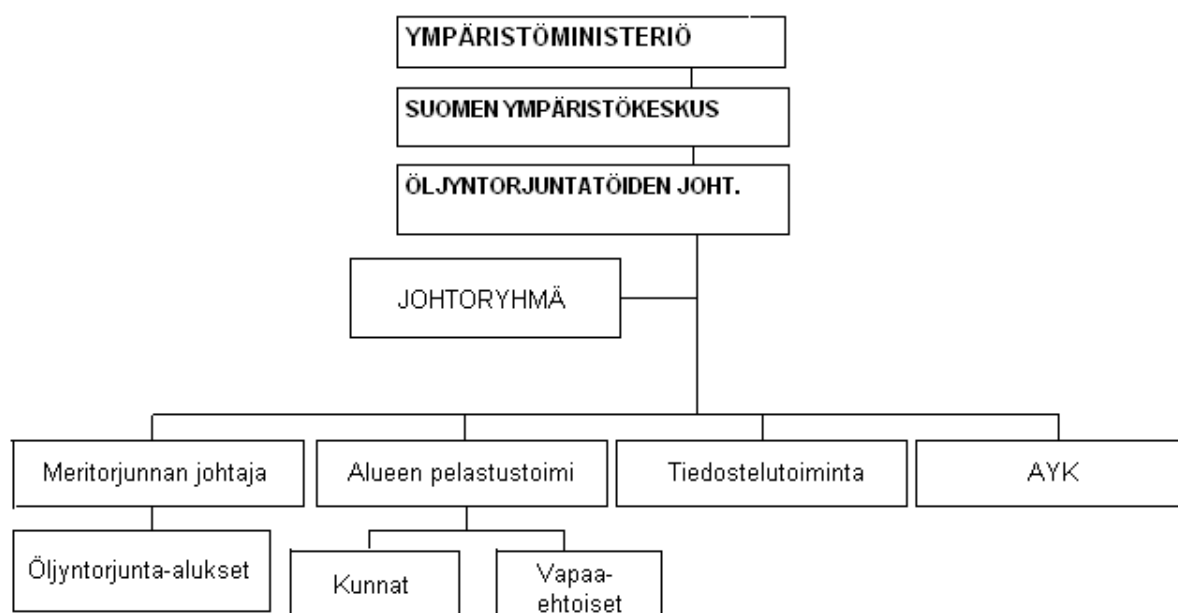 YMPÄRISTÖMINISTERIÖ
SUOMEN YMPÄRISTÖKESKUS
ÖLJYNTORJUNTATÖIDEN JOHT.
JOHTORYHMÄ
Meritorjunnan johtaja
Alueen pelastustoimi
Tiedostelutoiminta
AYK
Öljyntorjunta-alukset
Kunnat
Vapaa-
ehtoiset